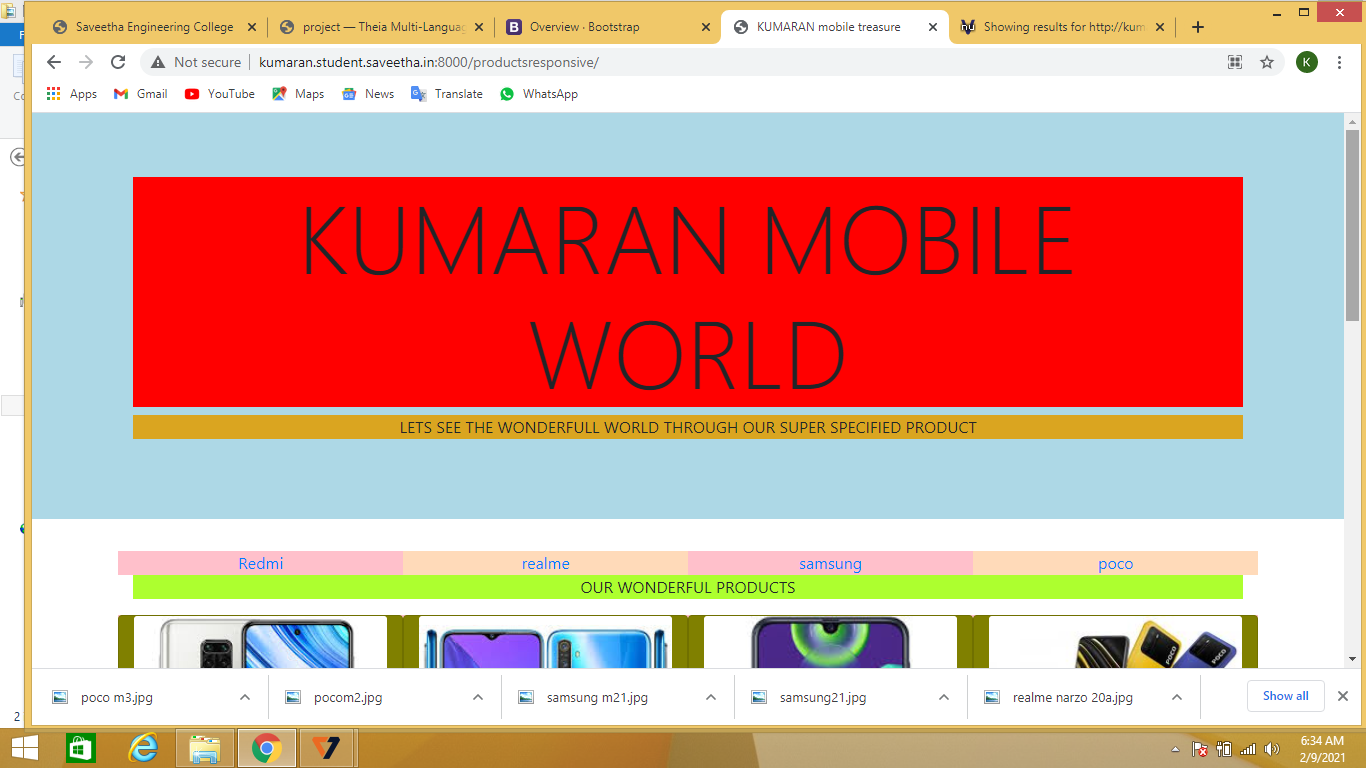 Saveetha Engineering College
project — Theia Multi-Languag
Overview · Bootstrap
KUMARAN mobile treasure
Showing results for http://kum
Not secure
kumaran.student.saveetha.in:8000/productsresponsive/
K
Apps
Gmail
YouTube
Maps
News
Translate
WhatsApp
KUMARAN MOBILE
WORLD
LETS SEE THE WONDERFULL WORLD THROUGH OUR SUPER SPECIFIED PRODUCT
Redmi
realme
samsung
poco
OUR WONDERFUL PRODUCTS
poco m3.jpg
pocom2.jpg
samsung m21.jpg
samsung21.jpg
realme narzo 20a.jpg
Show all
6:34 AM
2/9/2021